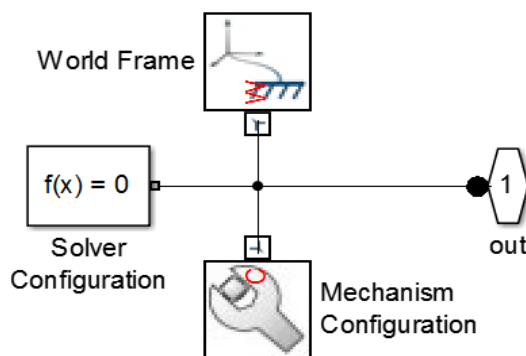 World Frame
f(x) = 0
1
Solver
Configuration
out
Mechanism
Configuration